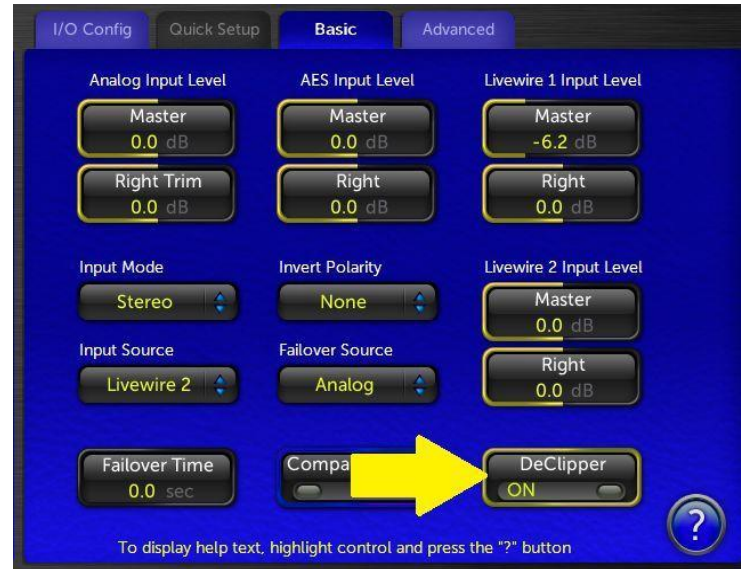 I/O Config
Quick Setup
Basic
Advanced
Analog Input Level
AES Input Level
Livewire 1 Input Level
Master
0.0 dB
Master
0.0 dB
Master
-6.2 dB
Right Trim
0.0 dB
Right
0.0 dB
Right
0.0 dB
Input Mode
Invert Polarity
Livewire 2 Input Level
Stereo
None
Master
0.0 dB
Input Source
Failover Source
Livewire 2
Analog
Right
0.0 dB
Failover Time
0.0 sec
DeClipper
ON
?
To display help text, highlight control and press the "?" button